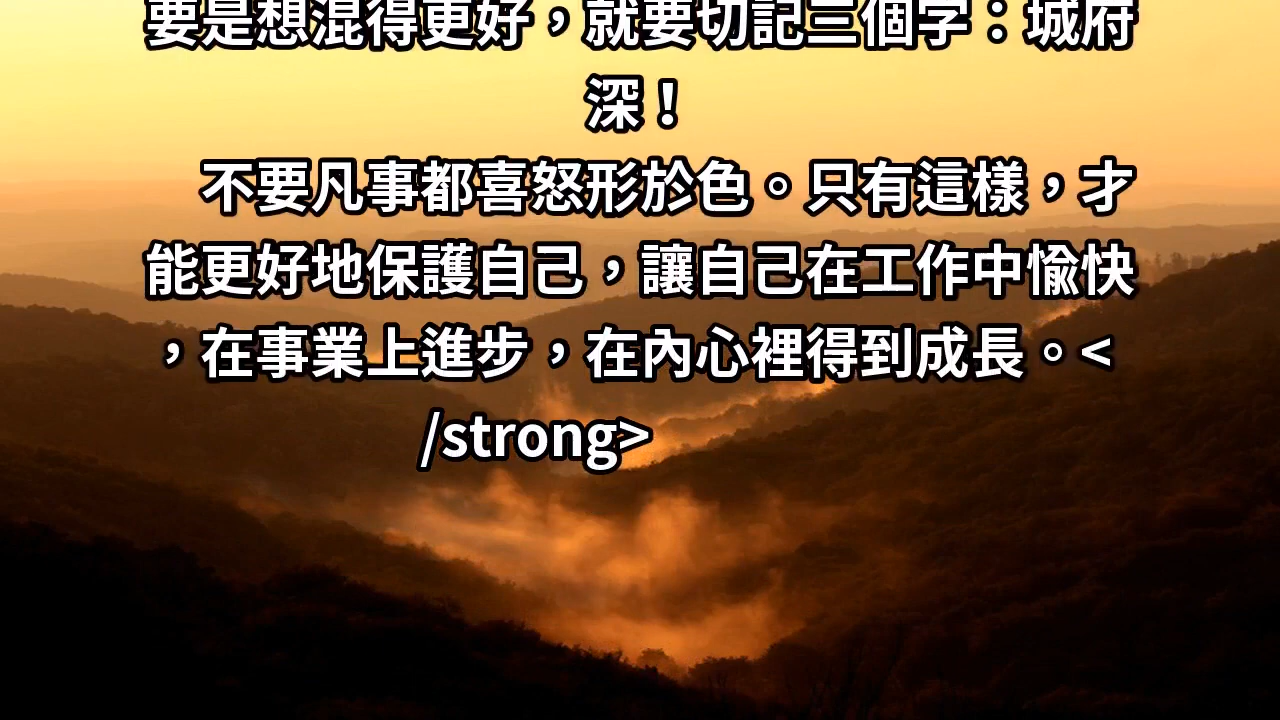 要是想混得更好，就要切記三個字：城府
深！
不要凡事都喜怒形於色。只有這樣，才
能更好地保護自己，讓自己在工作中愉快
，在事業上進步，在內心裡得到成長。<
/strong>